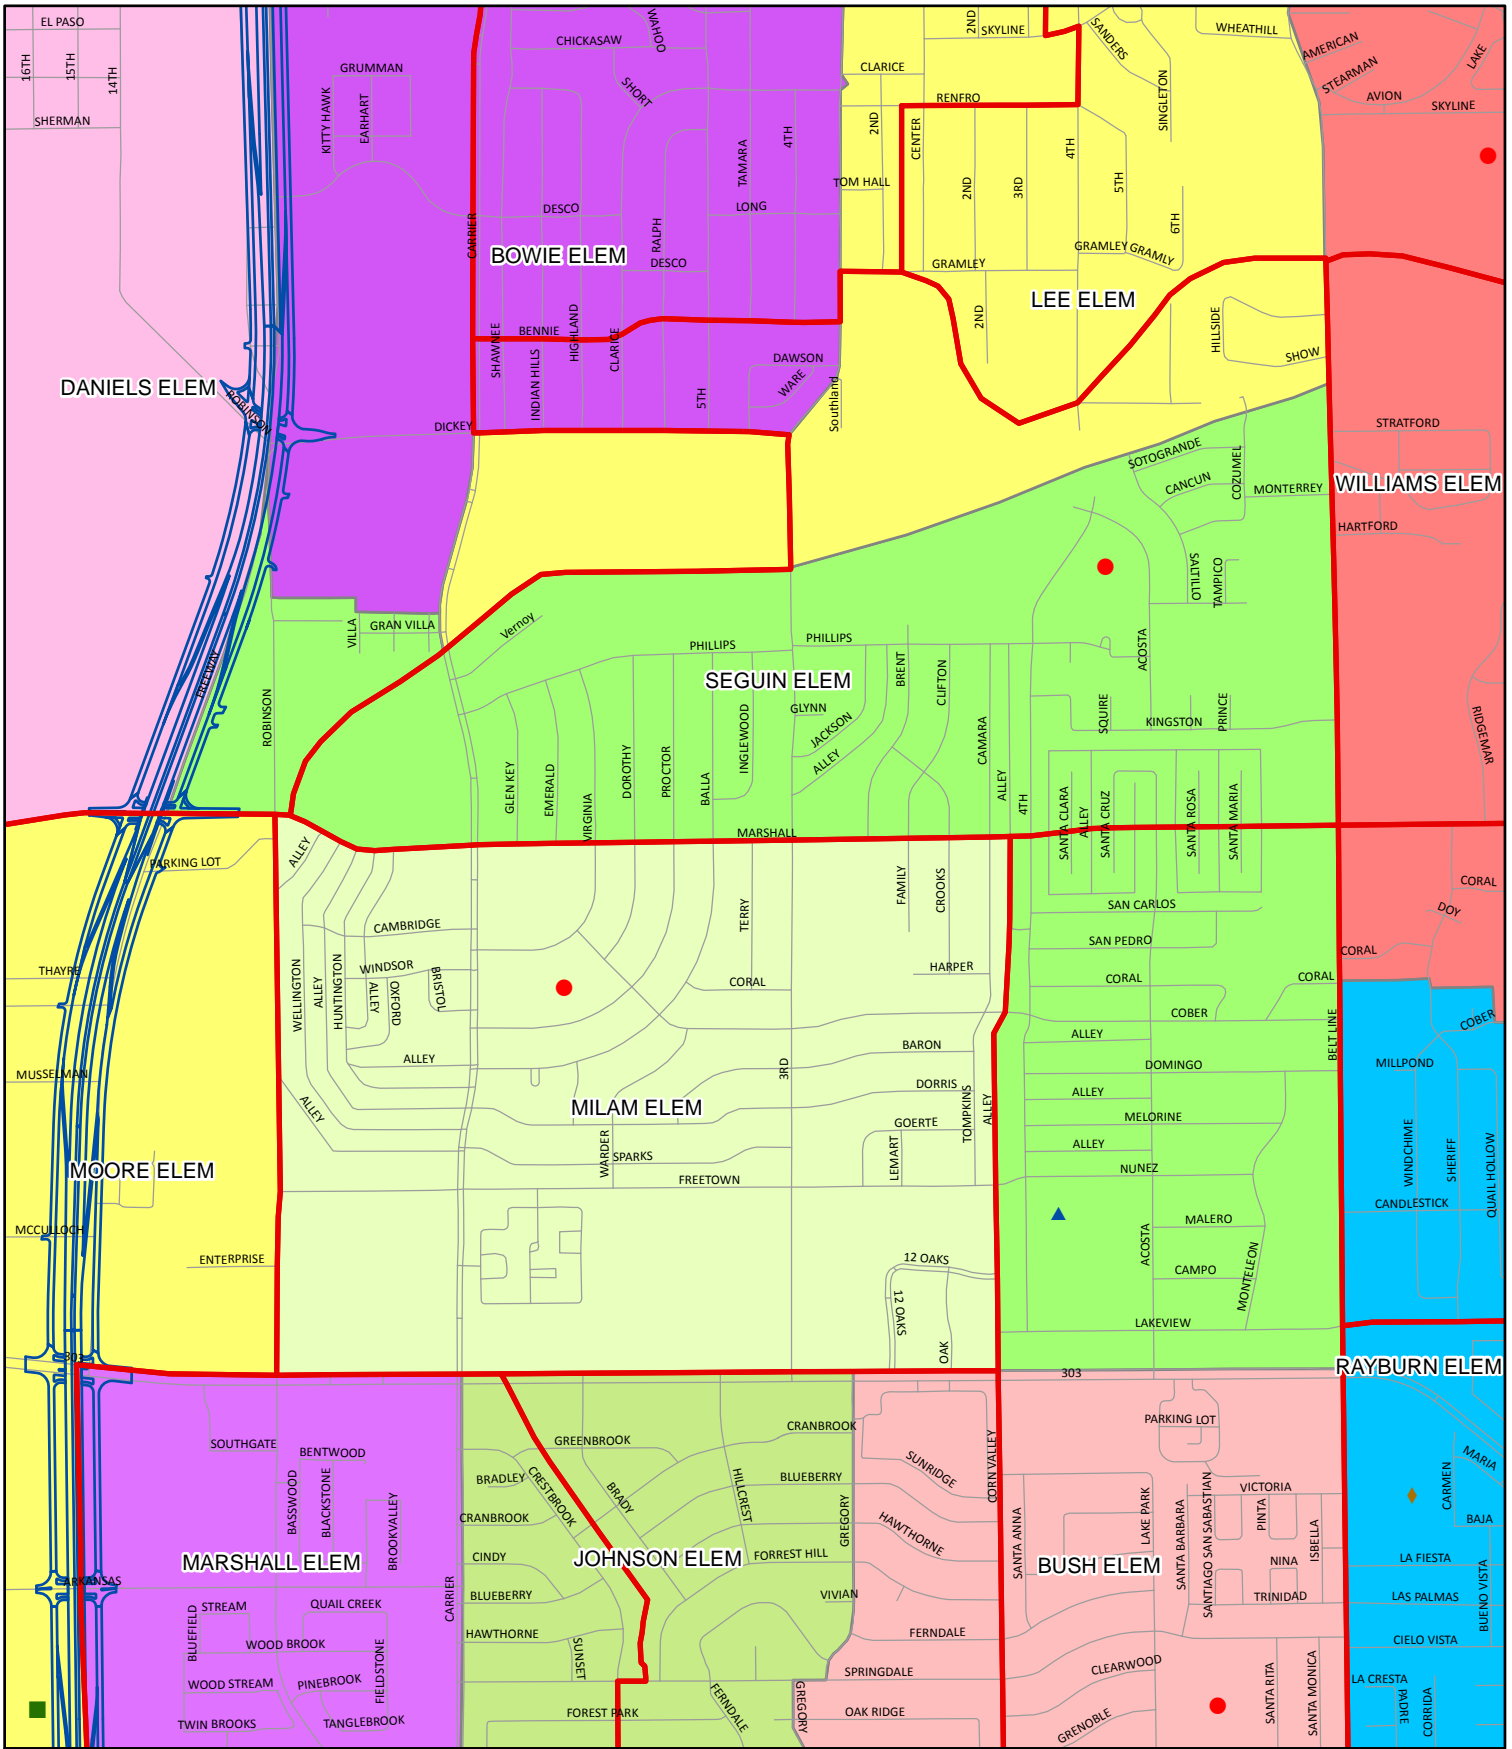 EL PASO
16TH
15TH
14TH
SHERMAN
GRUMMAN
KITTY HAWK
EARHART
CARRIER
CHICKASAW
WAHOO
SHORT
4TH
TAMARA
LONG
DESCO
RALPH
DESCO
BOWIE ELEM
CLARICE
2ND
SKYLINE
SANDERS
WHEATHILL
RENFRO
2ND
CENTER
SINGLETON
4TH
TOM HALL
2ND
3RD
5TH
6TH
GRAMLEY
GRAMLEY
GRAMLY
LEE ELEM
2ND
HILLSIDE
SHOW
AMERICAN
STEARMAN
LAKE
AVION
SKYLINE
SHAWNEE
BENNIE
HIGHLAND
CLARICE
INDIAN HILLS
5TH
DAWSON
WARE
Southland
DANIELS ELEM
ROBINSON
DICKEY
SOTOGRANDE
CANCUN
COZUMEL
MONTERREY
STRATFORD
WILLIAMS ELEM
HARTFORD
SALTILLO
TAMPICO
VILLA
GRAN VILLA
Vernoy
PHILLIPS
PHILLIPS
BRENT
CLIFTON
ACOSTA
FREEWAY
ROBINSON
SEGUIN ELEM
GLYNN
JACKSON
ALLEY
INGLEWOOD
CAMARA
SQUIRE
KINGSTON
PRINCE
RIDGEMAR
GLEN KEY
EMERALD
VIRGINIA
DOROTHY
PROCTOR
BALLA
ALLEY
4TH
SANTA CLARA
ALLEY
SANTA CRUZ
SANTA ROSA
SANTA MARIA
MARSHALL
PARKING LOT
ALLEY
CAMBRIDGE
TERRY
FAMILY
CROOKS
SAN CARLOS
SAN PEDRO
CORAL
DOY
CORAL
THAYRE
WELLINGTON
ALLEY
HUNTINGTON
WINDSOR
ALLEY
OXFORD
BRISTOL
CORAL
HARPER
CORAL
CORAL
COBER
COBER
ALLEY
BARON
ALLEY
BELT LINE
MUSSELMAN
3RD
DORRIS
DOMINGO
MILLPOND
ALLEY
MILAM ELEM
GOERTE
TOMPKINS
ALLEY
ALLEY
MELORINE
WINDCHIME
SHERIFF
QUAIL HOLLOW
MOORE ELEM
WARDER
SPARKS
LEMART
ALLEY
NUNEZ
FREETOWN
CANDLESTICK
MCCULLOCH
ENTERPRISE
12 OAKS
12 OAKS
OAK
MALERO
ACOSTA
CAMPO
MONTELEON
LAKEVIEW
303
303
RAYBURN ELEM
SOUTHGATE
BENTWOOD
BASSWOOD
BLACKSTONE
BROOKVALLEY
GREENBROOK
BRADLEY
CRESTBROOK
BRADY
HILLCREST
CRANBROOK
BLUEBERRY
GREGORY
SUNRIDGE
CORN VALLEY
PARKING LOT
MARIA
CARMEN
CRANBROOK
HAWTHORNE
SANTA ANNA
LAKE PARK
SANTA BARBARA
SANTIAGO SAN SABASTIAN
VICTORIA
PINTA
ISBELLA
BAJA
MARSHALL ELEM
CINDY
JOHNSON ELEM
FORREST HILL
BUSH ELEM
NINA
LA FIESTA
ARKANSAS
CARRIER
BLUEBERRY
VIVIAN
TRINIDAD
LAS PALMAS
BUENO VISTA
BLUEFIELD
STREAM
QUAIL CREEK
HAWTHORNE
FERNDALE
CIELO VISTA
WOOD BROOK
FIELDSTONE
SUNSET
SPRINGDALE
CLEARWOOD
SANTA RITA
SANTA MONICA
LA CRESTA
WOOD STREAM
PINEBROOK
FERNDALE
GREGORY
PADRE
CORRIDA
TWIN BROOKS
TANGLEBROOK
FOREST PARK
OAK RIDGE
GRENOBLE